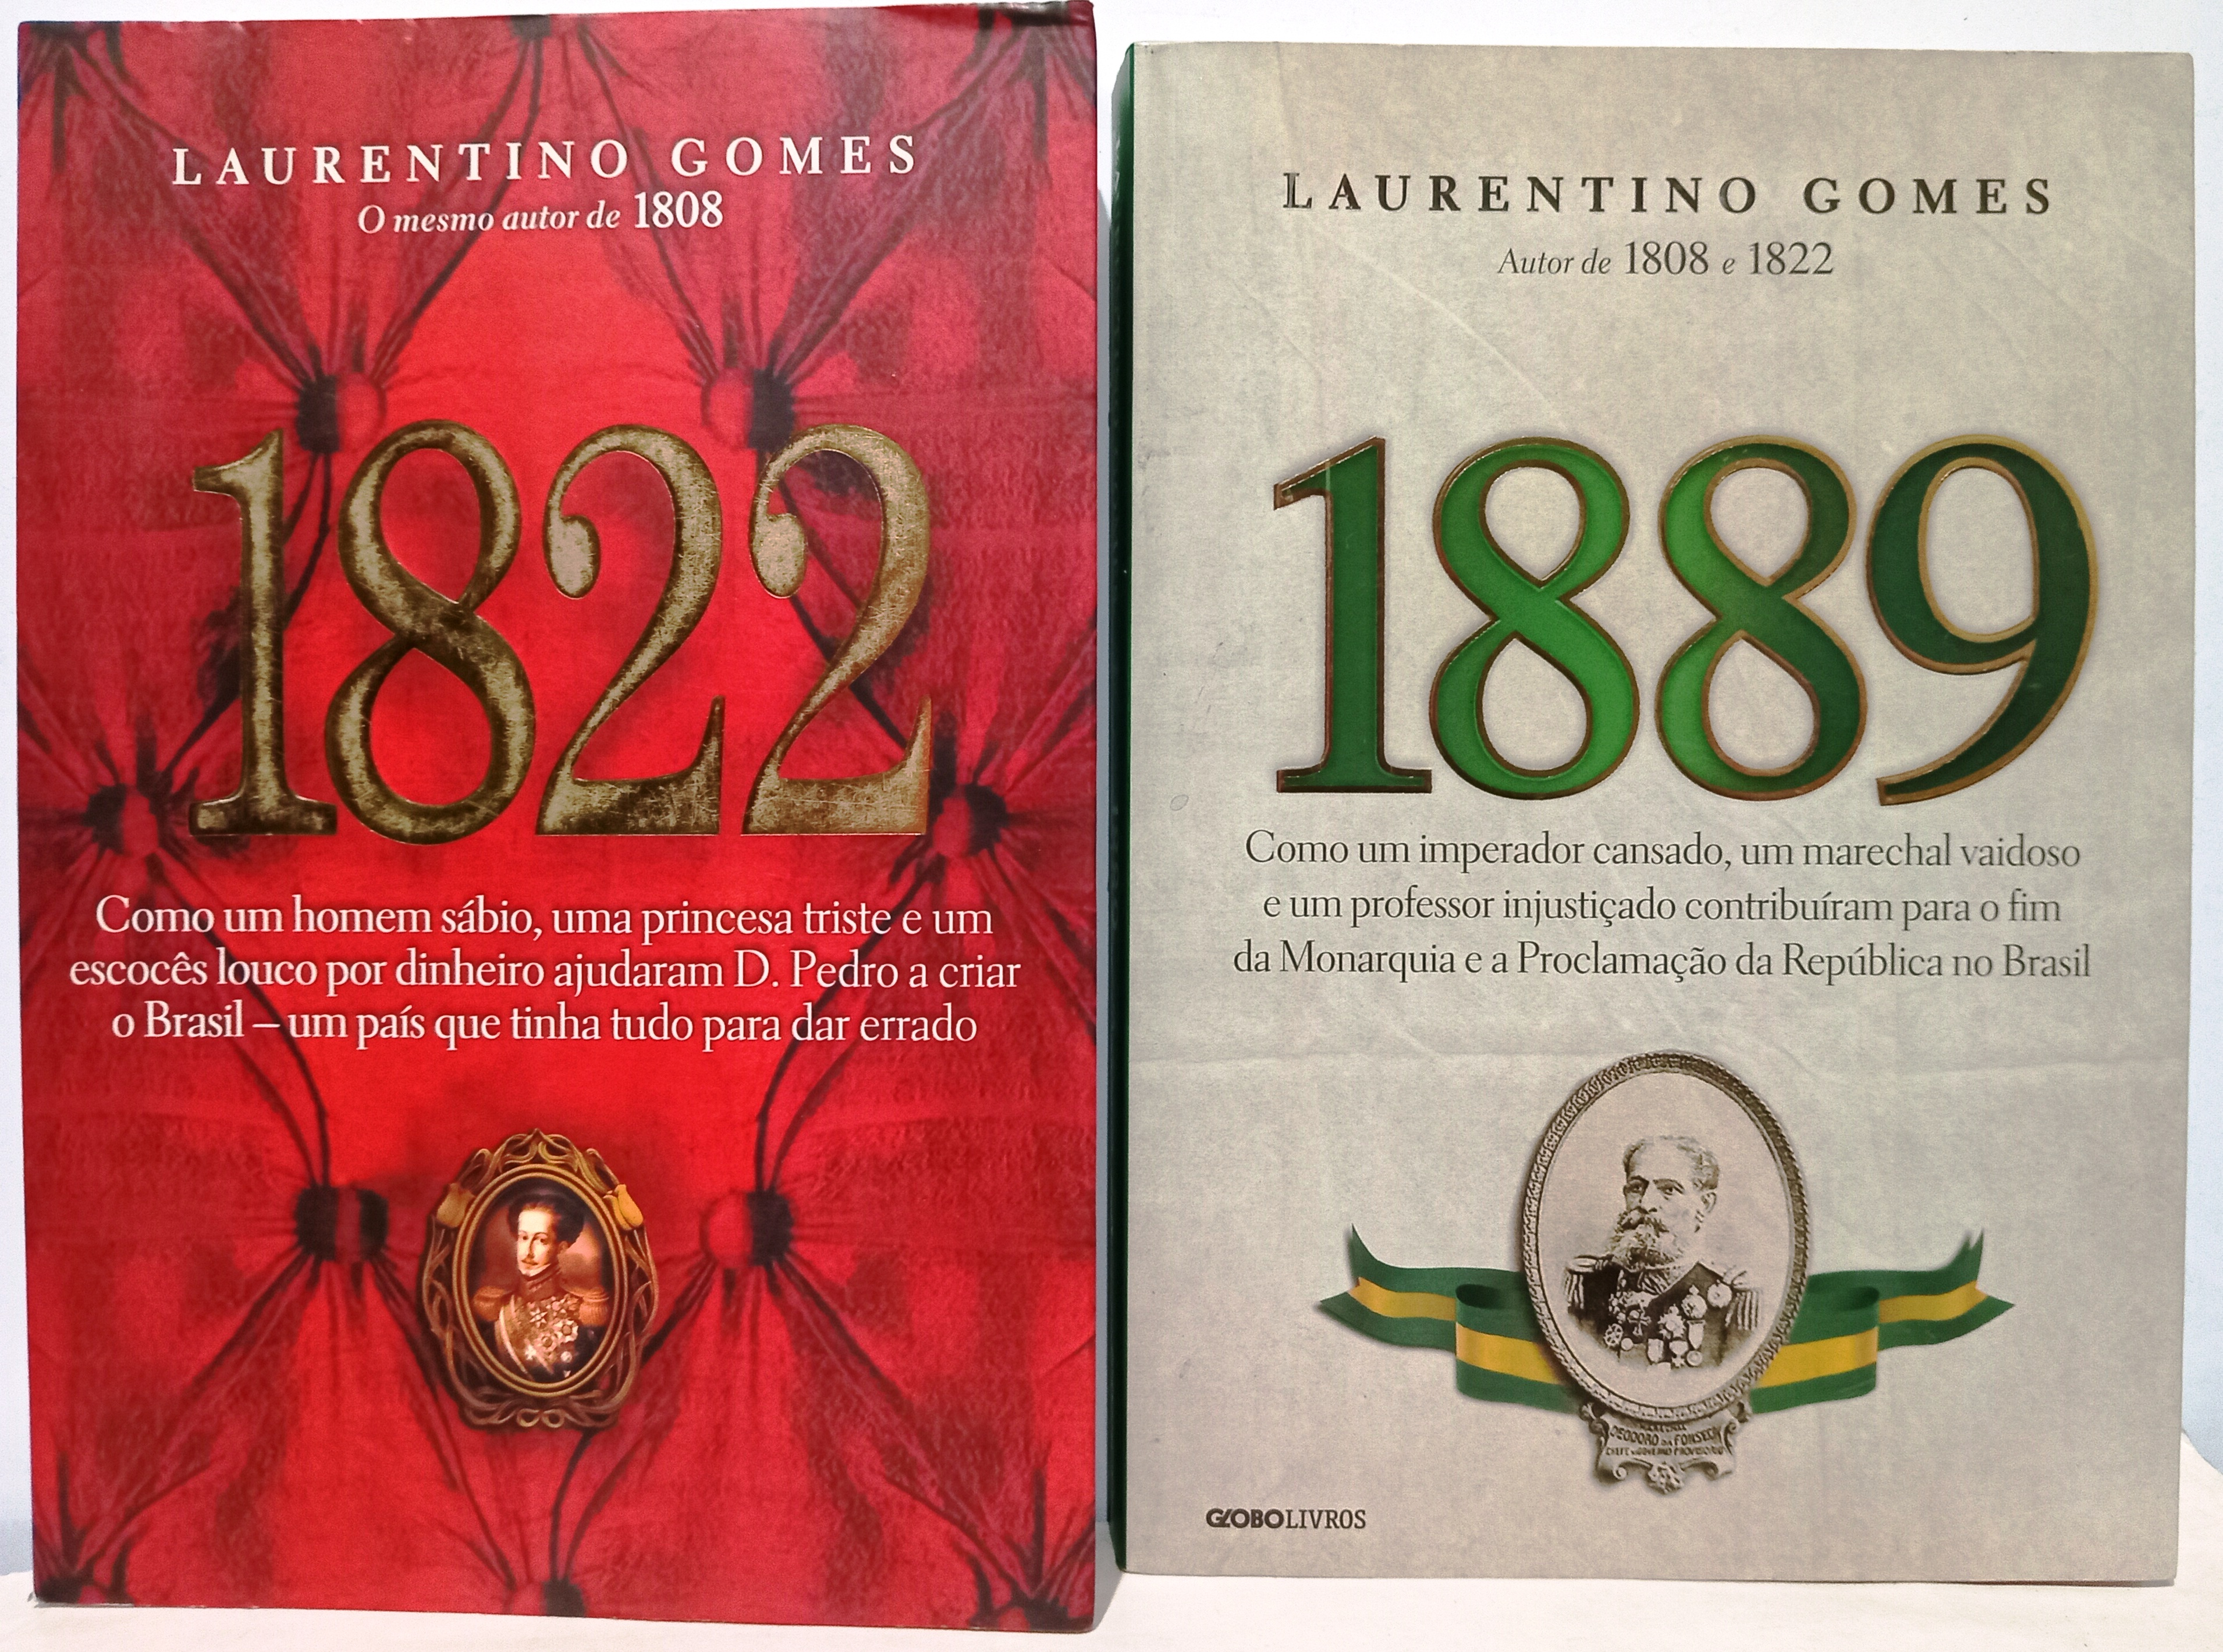 LAURENTINO GOMES
O mesmo autor de 1808
1822
Como um homem sábio, uma princesa triste e um
escocês louco por dinheiro ajudaram D. Pedro a criar
o Brasil – um país que tinha tudo para dar errado
LAURENTINO GOMES
Autor de 1808 e 1822
1889
Como um imperador cansado, um marechal vaidoso
e um professor injustiçado contribuíram para o fim
da Monarquia e a Proclamação da República no Brasil
DEODORO DA FONSECA
GLOBOLIVROS